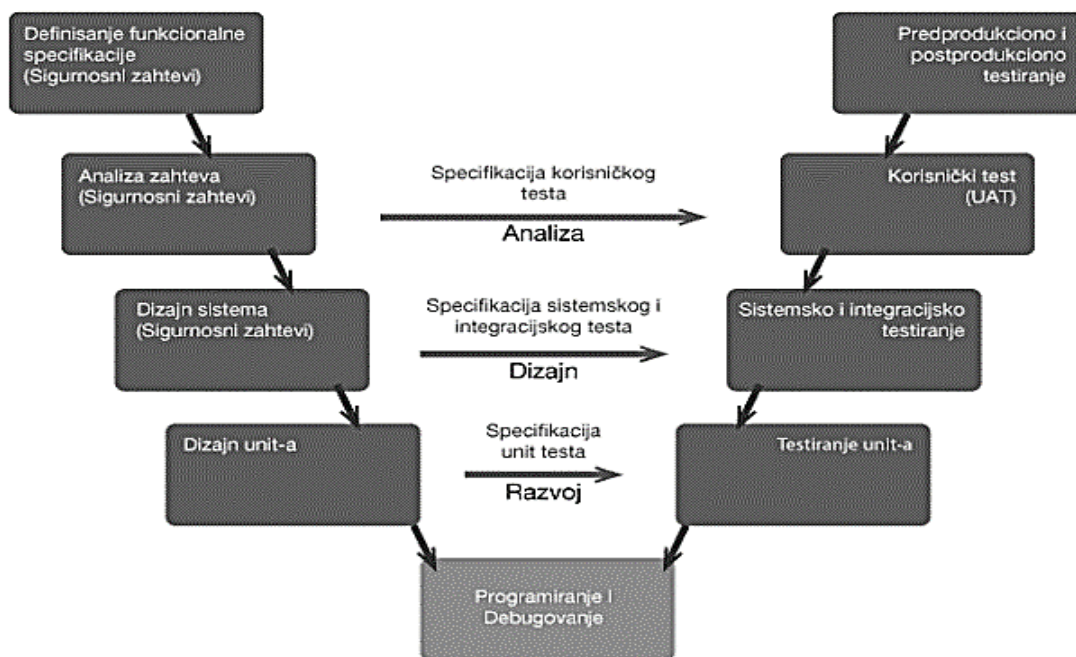 Definisanje funkcionalne
specifikacije
(Sigurnosni zahtevi)
Predprodukciono i
postprodukciono
testiranje
Analiza zahteva
(Sigurnosni zahtevi)
Specifikacija korisničkog
testa
Analiza
Korisnički test
(UAT)
Dizajn sistema
(Sigurnosni zahtevi)
Specifikacija sistemskog i
integracijskog testa
Dizajn
Sistemsko i integracijsko
testiranje
Dizajn unit-a
Specifikacija
unit testa
Razvoj
Testiranje unit-a
Programiranje I
Debugovanje